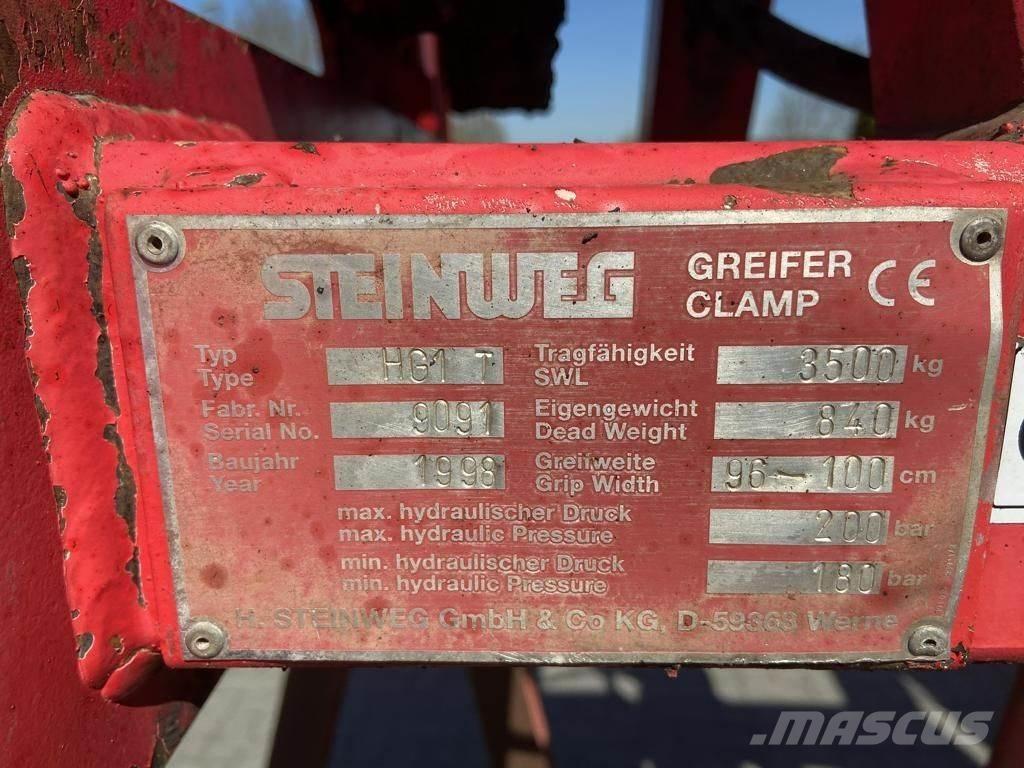 STEINWEG GREIFER CLAMP CE
Typ
Type HG1 T
Tragfähigkeit
SWL 3500 kg
Fabr. Nr.
Serial No. 9091
Eigengewicht
Dead Weight 840 kg
Baujahr
Year 1998
Greifweite
Grip Width 96-100 cm
max. hydraulischer Druck
max. hydraulic Pressure 200 bar
min. hydraulischer Druck
min. hydraulic Pressure 180 bar
H. STEINWEG GmbH & Co KG, D-59363 Werne
MASCUS